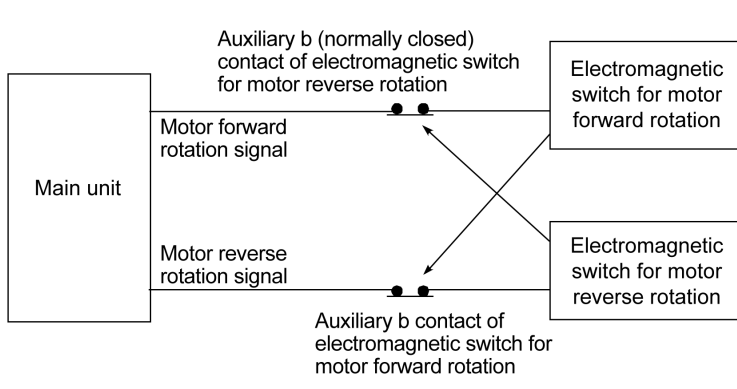 Auxiliary b (normally closed)
contact of electromagnetic switch
for motor reverse rotation
Electromagnetic
switch for motor
forward rotation
Motor forward
rotation signal
Main unit
Motor reverse
rotation signal
Electromagnetic
switch for motor
reverse rotation
Auxiliary b contact of
electromagnetic switch for
motor forward rotation